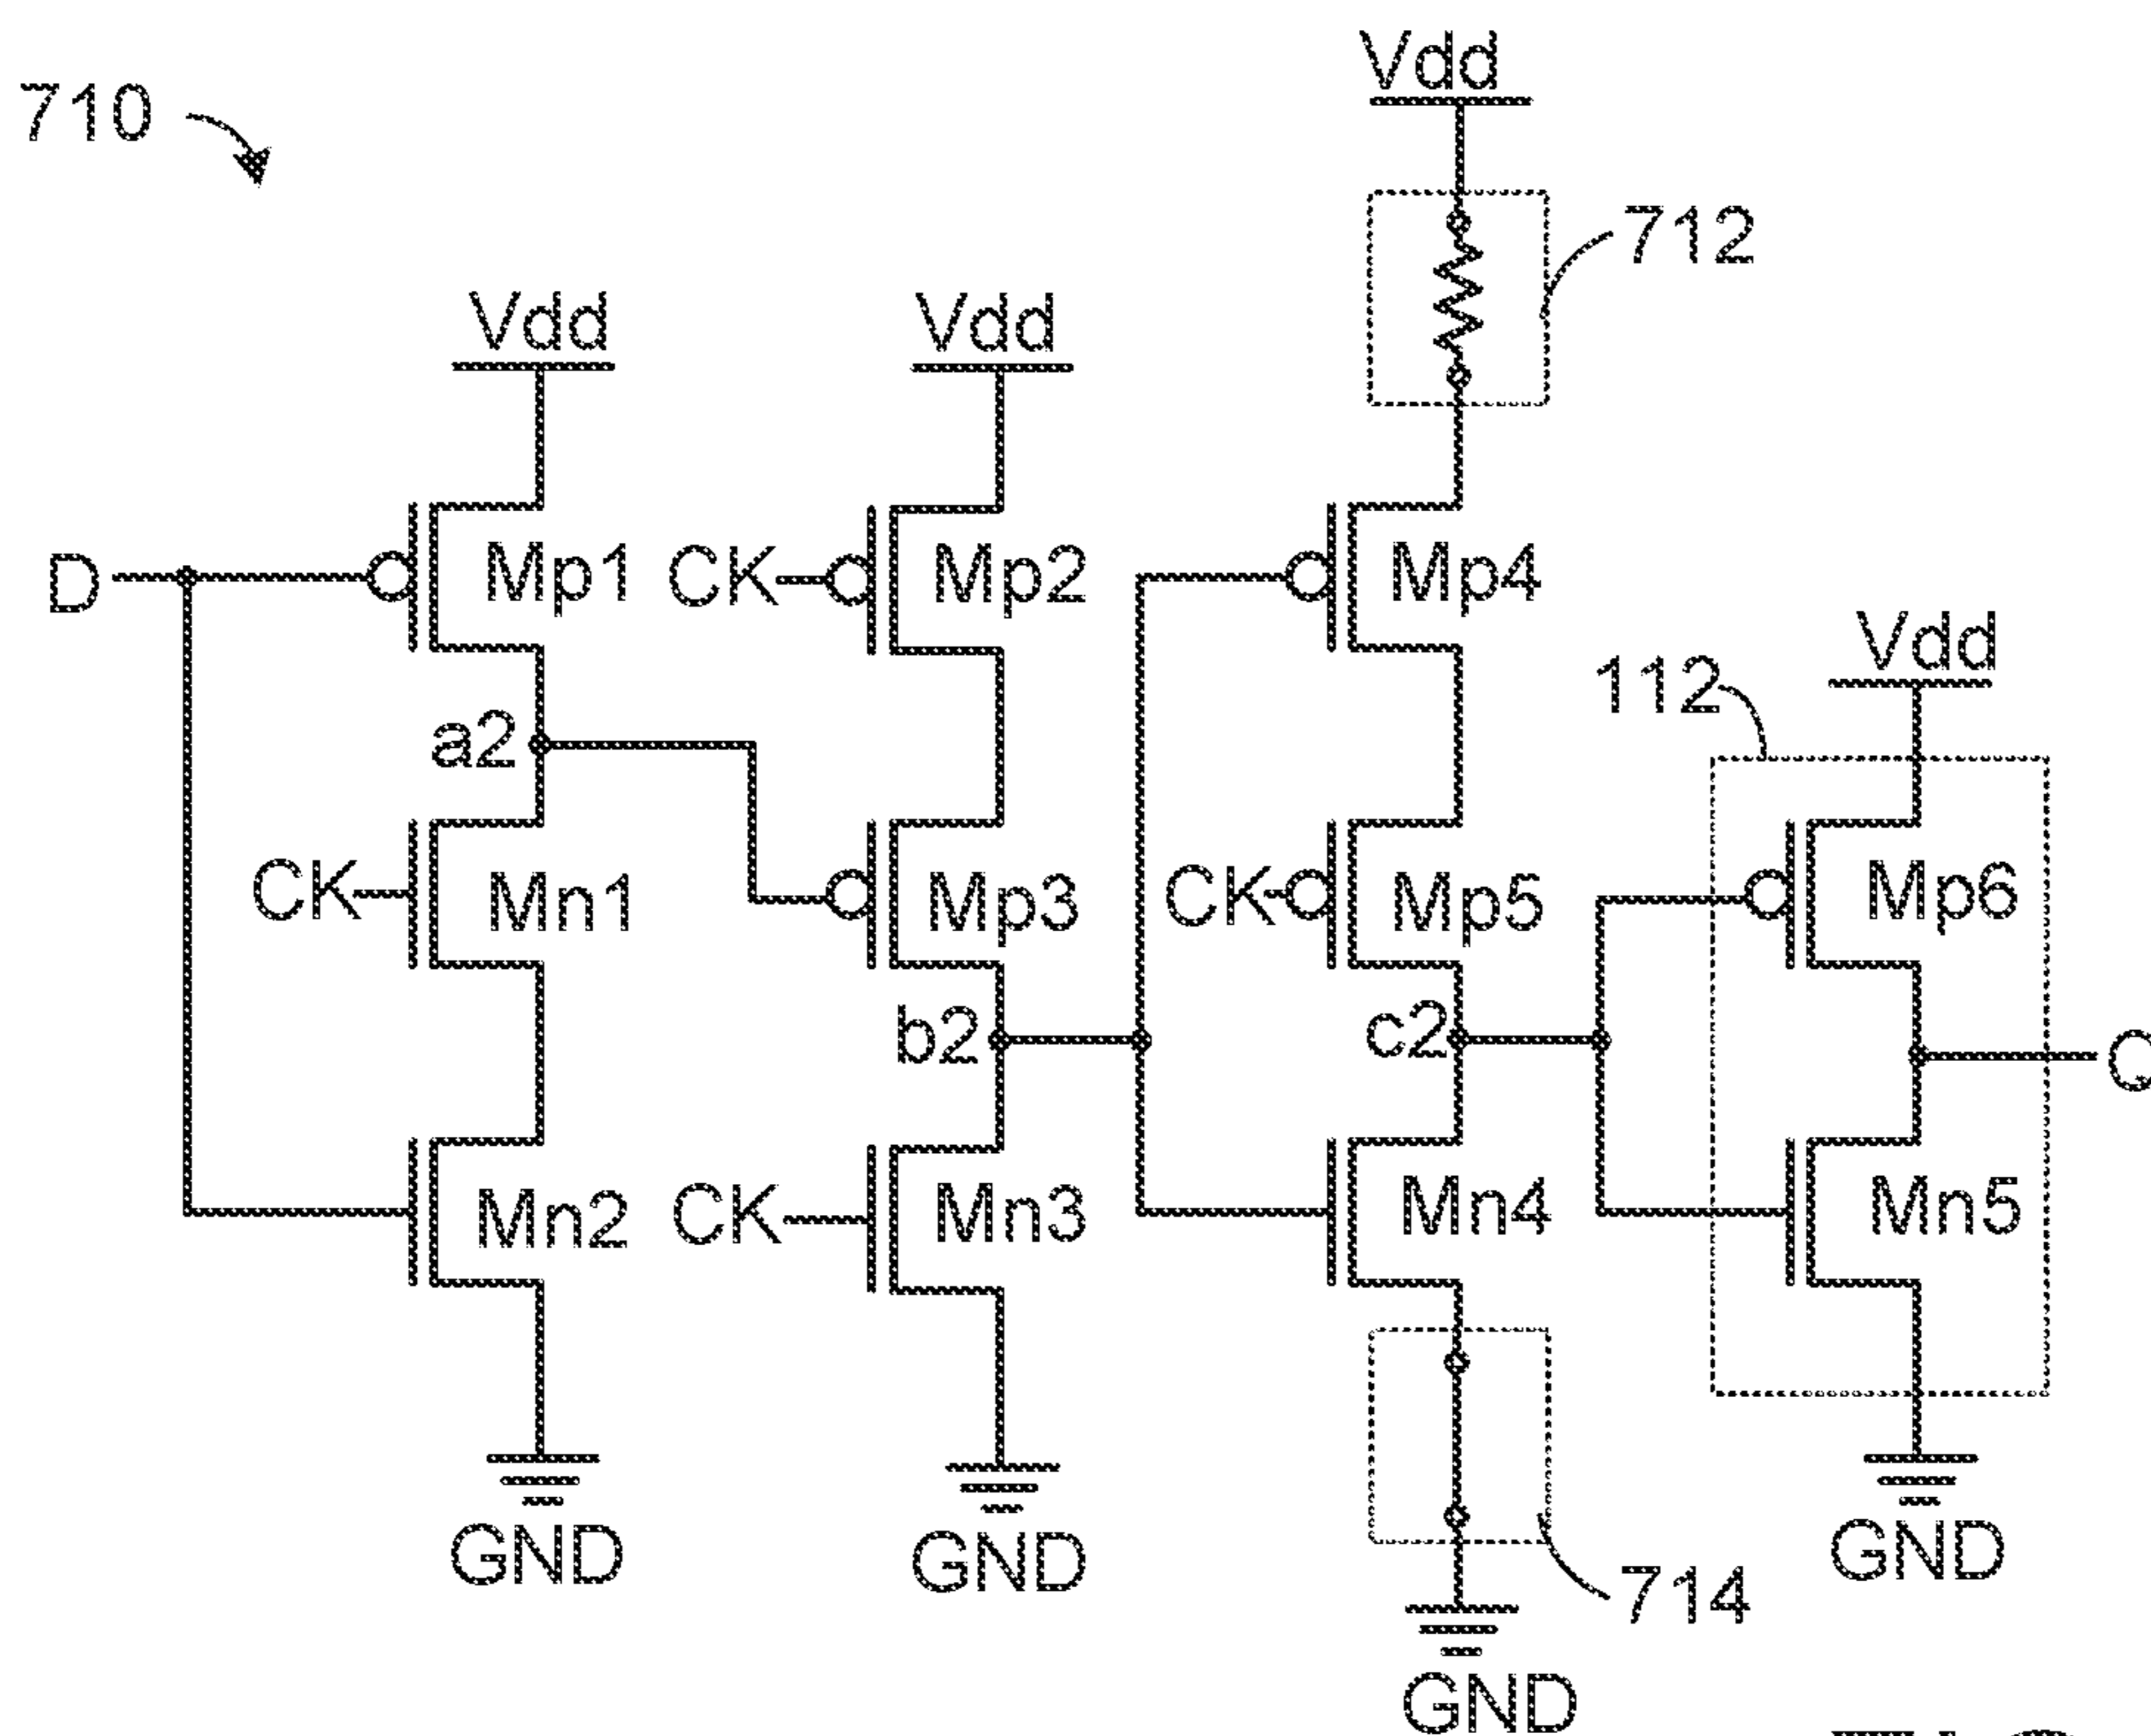 710
Vdd
712
Vdd
Vdd
D
Mp1
CK
Mp2
Mp4
Vdd
112
a2
CK
Mn1
Mp3
CK
Mp5
Mp6
b2
c2
Mn2
CK
Mn3
Mn4
Mn5
GND
GND
GND
714
GND